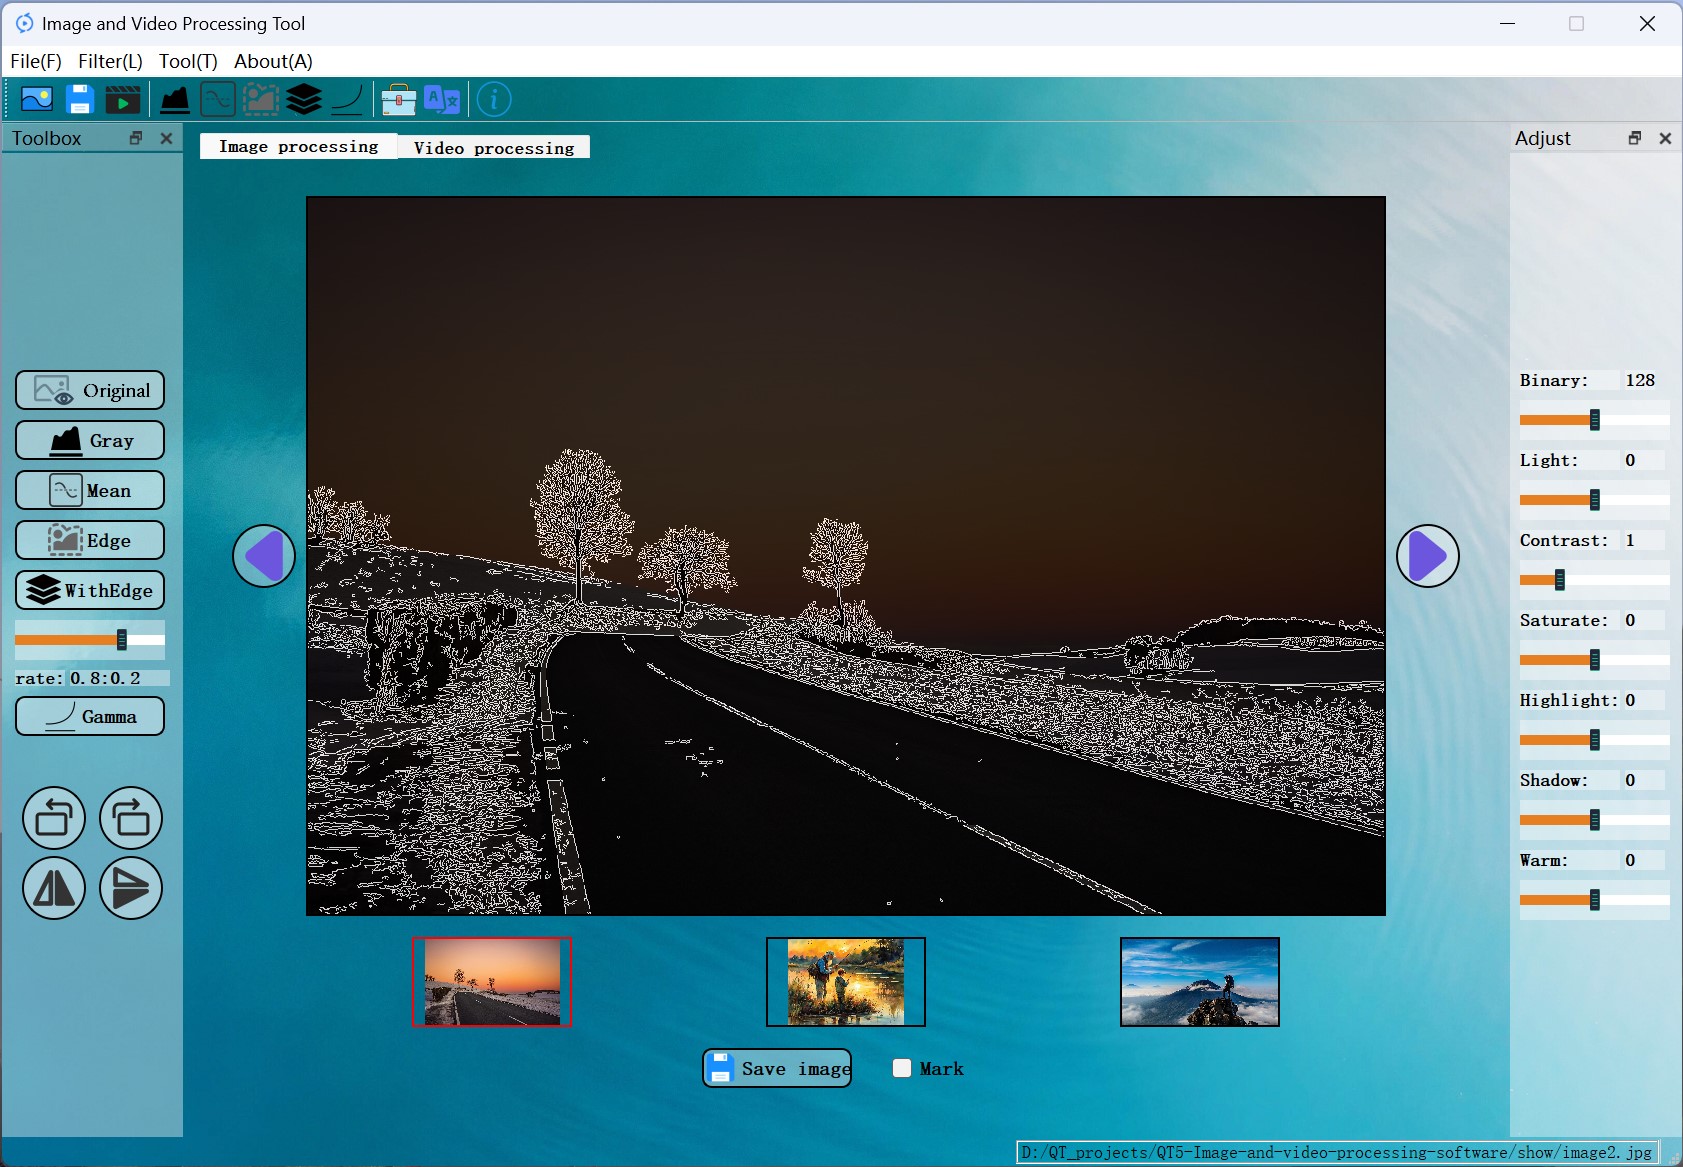 Image and Video Processing Tool
File(F) Filter(L) Tool(T) About(A)
Toolbox
Image processing
Video processing
Adjust
Original
Gray
Mean
Edge
WithEdge
rate: 0.8:0.2
Gamma
Binary: 128
Light: 0
Contrast: 1
Saturate: 0
Highlight: 0
Shadow: 0
Warm: 0
Save image
Mark
D:/QT_projects/QT5-Image-and-video-processing-software/show/image2.jpg